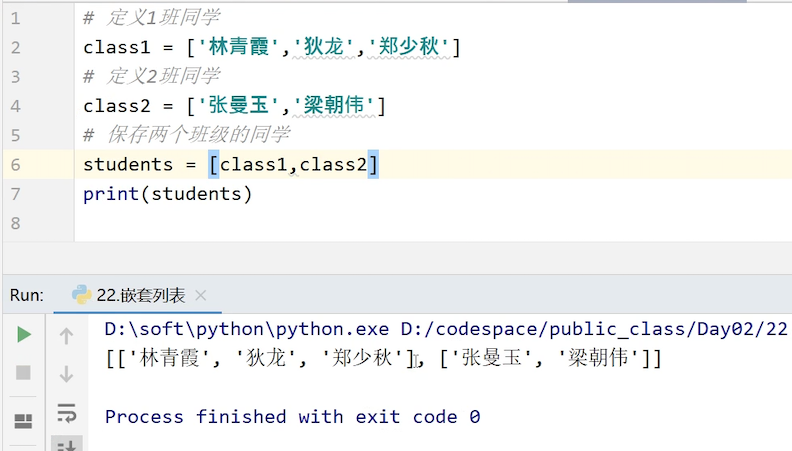 1 # 定义1班同学
2 class1 = ['林青霞','狄龙','郑少秋']
3 # 定义2班同学
4 class2 = ['张曼玉','梁朝伟']
5 # 保存两个班级的同学
6 students = [class1,class2]
7 print(students)
8
Run: 22.嵌套列表 ×
D:\soft\python\python.exe D:/codespace/public_class/Day02/22
[['林青霞', '狄龙', '郑少秋'], ['张曼玉', '梁朝伟']]
Process finished with exit code 0